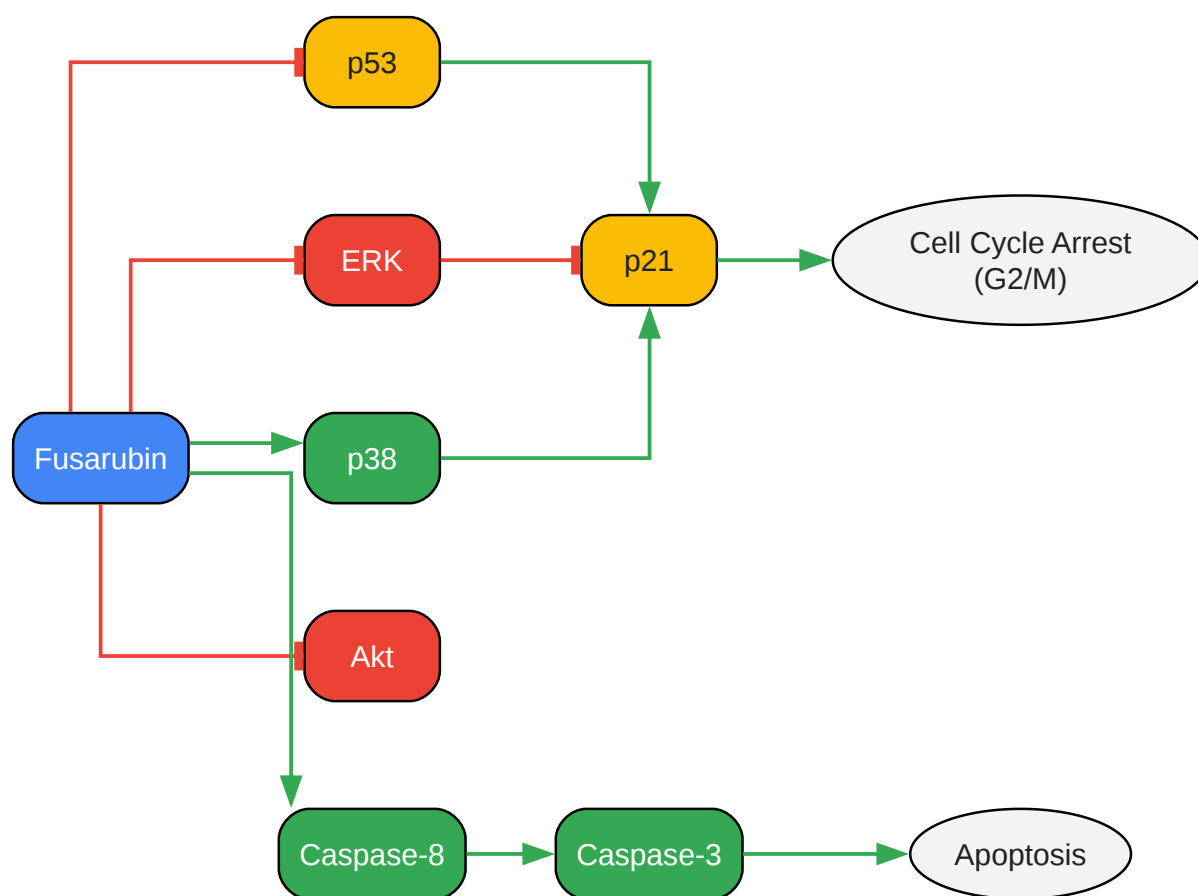 p53
ERK
p21
Cell Cycle Arrest
(G2/M)
Fusarubin
p38
Akt
Caspase-8
Caspase-3
Apoptosis